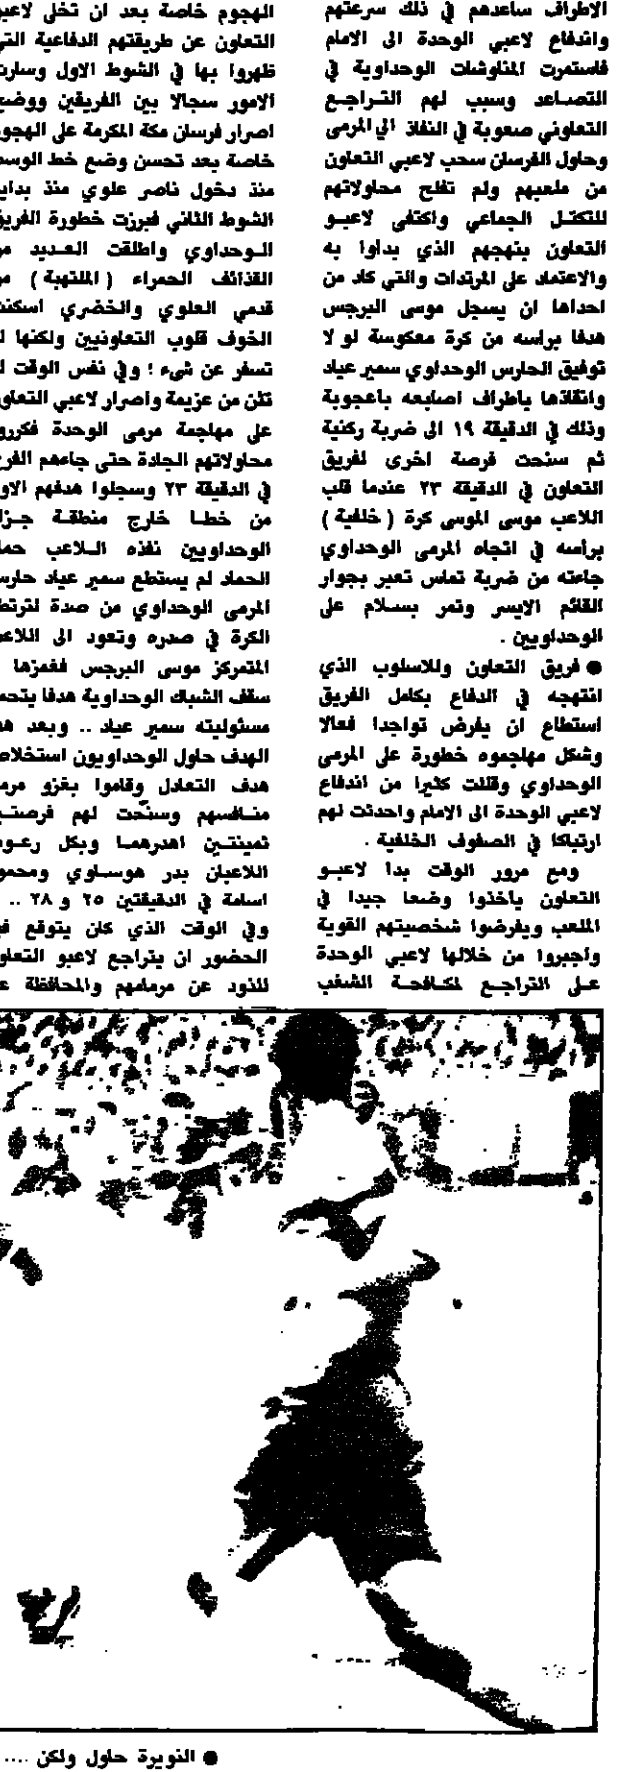 الاطراف ساعدهم في ذلك سرعتهم
واندفاع لاعبي الوحدة الى الامام
فاستمرت المناوشات الوحداوية في
التصاعد وسبب لهم التراجع
التعاوني صعوبة في النفاذ الي المرمى
وحاول الفرسان سحب لاعبي التعاون
من ملعبهم ولم تفلح محاولاتهم
للتكتل الجماعي واكتفى لاعبو
التعاون بنهجهم الذي بداوا به
والاعتماد على المرتدات والتي كاد من
احداها ان يسجل موسى البرجس
هدفا براسه من كرة معكوسة لو لا
توفيق الحارس الوحداوي سمير عياد
وانقاذها باطراف اصابعه باعجوبة
وذلك في الدقيقة ١٩ الى ضربة ركنية
ثم سنحت فرصة اخرى لفريق
التعاون في الدقيقة ٢٣ عندما قلب
اللاعب موسى الموسى كرة ( خلفية )
براسه في اتجاه المرمى الوحداوي
جاءته من ضربة تماس تعبر بجوار
القائم الايسر وتمر بسلام على
الوحداويين .
● فريق التعاون وللاسلوب الذي
انتهجه في الدفاع بكامل الفريق
استطاع ان يفرض تواجدا فعالا
وشكل مهاجموه خطورة على المرمى
الوحداوي وقللت كثيرا من اندفاع
لاعبي الوحدة الى الامام واحدثت لهم
ارتباكا في الصفوف الخلفية .
ومع مرور الوقت بدا لاعبو
التعاون ياخذوا وضعا جيدا في
الملعب ويفرضوا شخصيتهم القوية
واجبروا من خلالها لاعبي الوحدة
على التراجع لمكافحة الشغب
الهجوم خاصة بعد ان تخلى لاعبو
التعاون عن طريقتهم الدفاعية التي
ظهروا بها في الشوط الاول وسارت
الامور سجالا بين الفريقين ووضح
اصرار فرسان مكة المكرمة على الهجوم
خاصة بعد تحسن وضع خط الوسط
منذ دخول ناصر علوي منذ بداية
الشوط الثاني فبرزت خطورة الفريق
الوحداوي واطلقت العديد من
القذائف الحمراء ( الملتهبة ) من
قدمي العلوي والخضري اسكنت
الخوف قلوب التعاونيين ولكنها لم
تسفر عن شيء ! وفي نفس الوقت لم
تثن من عزيمة واصرار لاعبي التعاون
على مهاجمة مرمى الوحدة فكرروا
محاولاتهم الجادة حتى جاءهم الفرج
في الدقيقة ٢٣ وسجلوا هدفهم الاول
من خطا خارج منطقة جزاء
الوحداويين نفذه اللاعب حماد
الحماد لم يستطع سمير عياد حارس
المرمى الوحداوي من صدة لترتطم
الكرة في صدره وتعود الى اللاعب
المتمركز موسى البرجس فغمزها
سقف الشباك الوحداوية هدفا يتحمل
مسئوليته سمير عياد .. وبعد هذا
الهدف حاول الوحداويون استخلاص
هدف التعادل وقاموا بغزو مرمى
منافسهم وسنحت لهم فرصتين
ثمينتين اهدرهما وبكل رعونة
اللاعبان بدر هوساوي ومحمود
اسامة في الدقيقتين ٢٥ و ٢٨ ..
وفي الوقت الذي كان يتوقع فيه
الحضور ان يتراجع لاعبو التعاون
للذود عن مرماهم والمحافظة على
● النويرة حاول ولكن ....